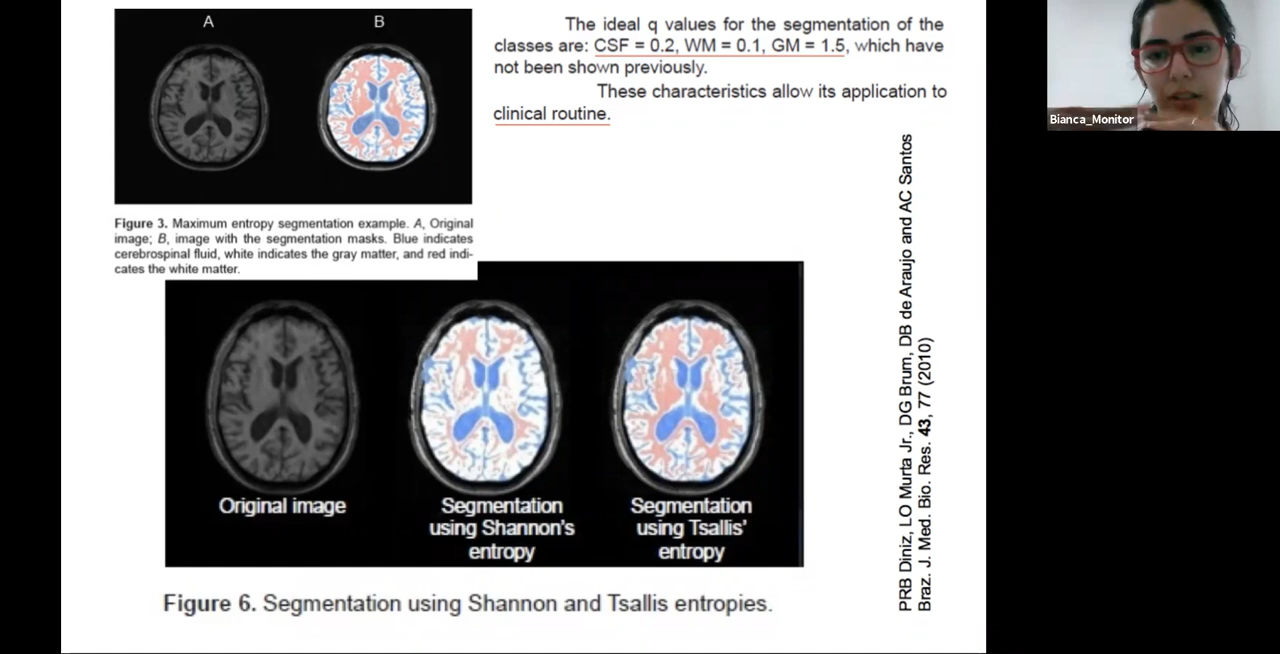 A B
The ideal q values for the segmentation of the
classes are: CSF = 0.2, WM = 0.1, GM = 1.5, which have
not been shown previously.
These characteristics allow its application to
clinical routine.
Bianca_Monitor
Figure 3. Maximum entropy segmentation example. A, Original
image; B, image with the segmentation masks. Blue indicates
cerebrospinal fluid, white indicates the gray matter, and red indi-
cates the white matter.
Original image
Segmentation
using Shannon's
entropy
Segmentation
using Tsallis'
entropy
Figure 6. Segmentation using Shannon and Tsallis entropies.
PRB Diniz, LO Murta Jr., DG Brum, DB de Araujo and AC Santos
Braz. J. Med. Bio. Res. 43, 77 (2010)